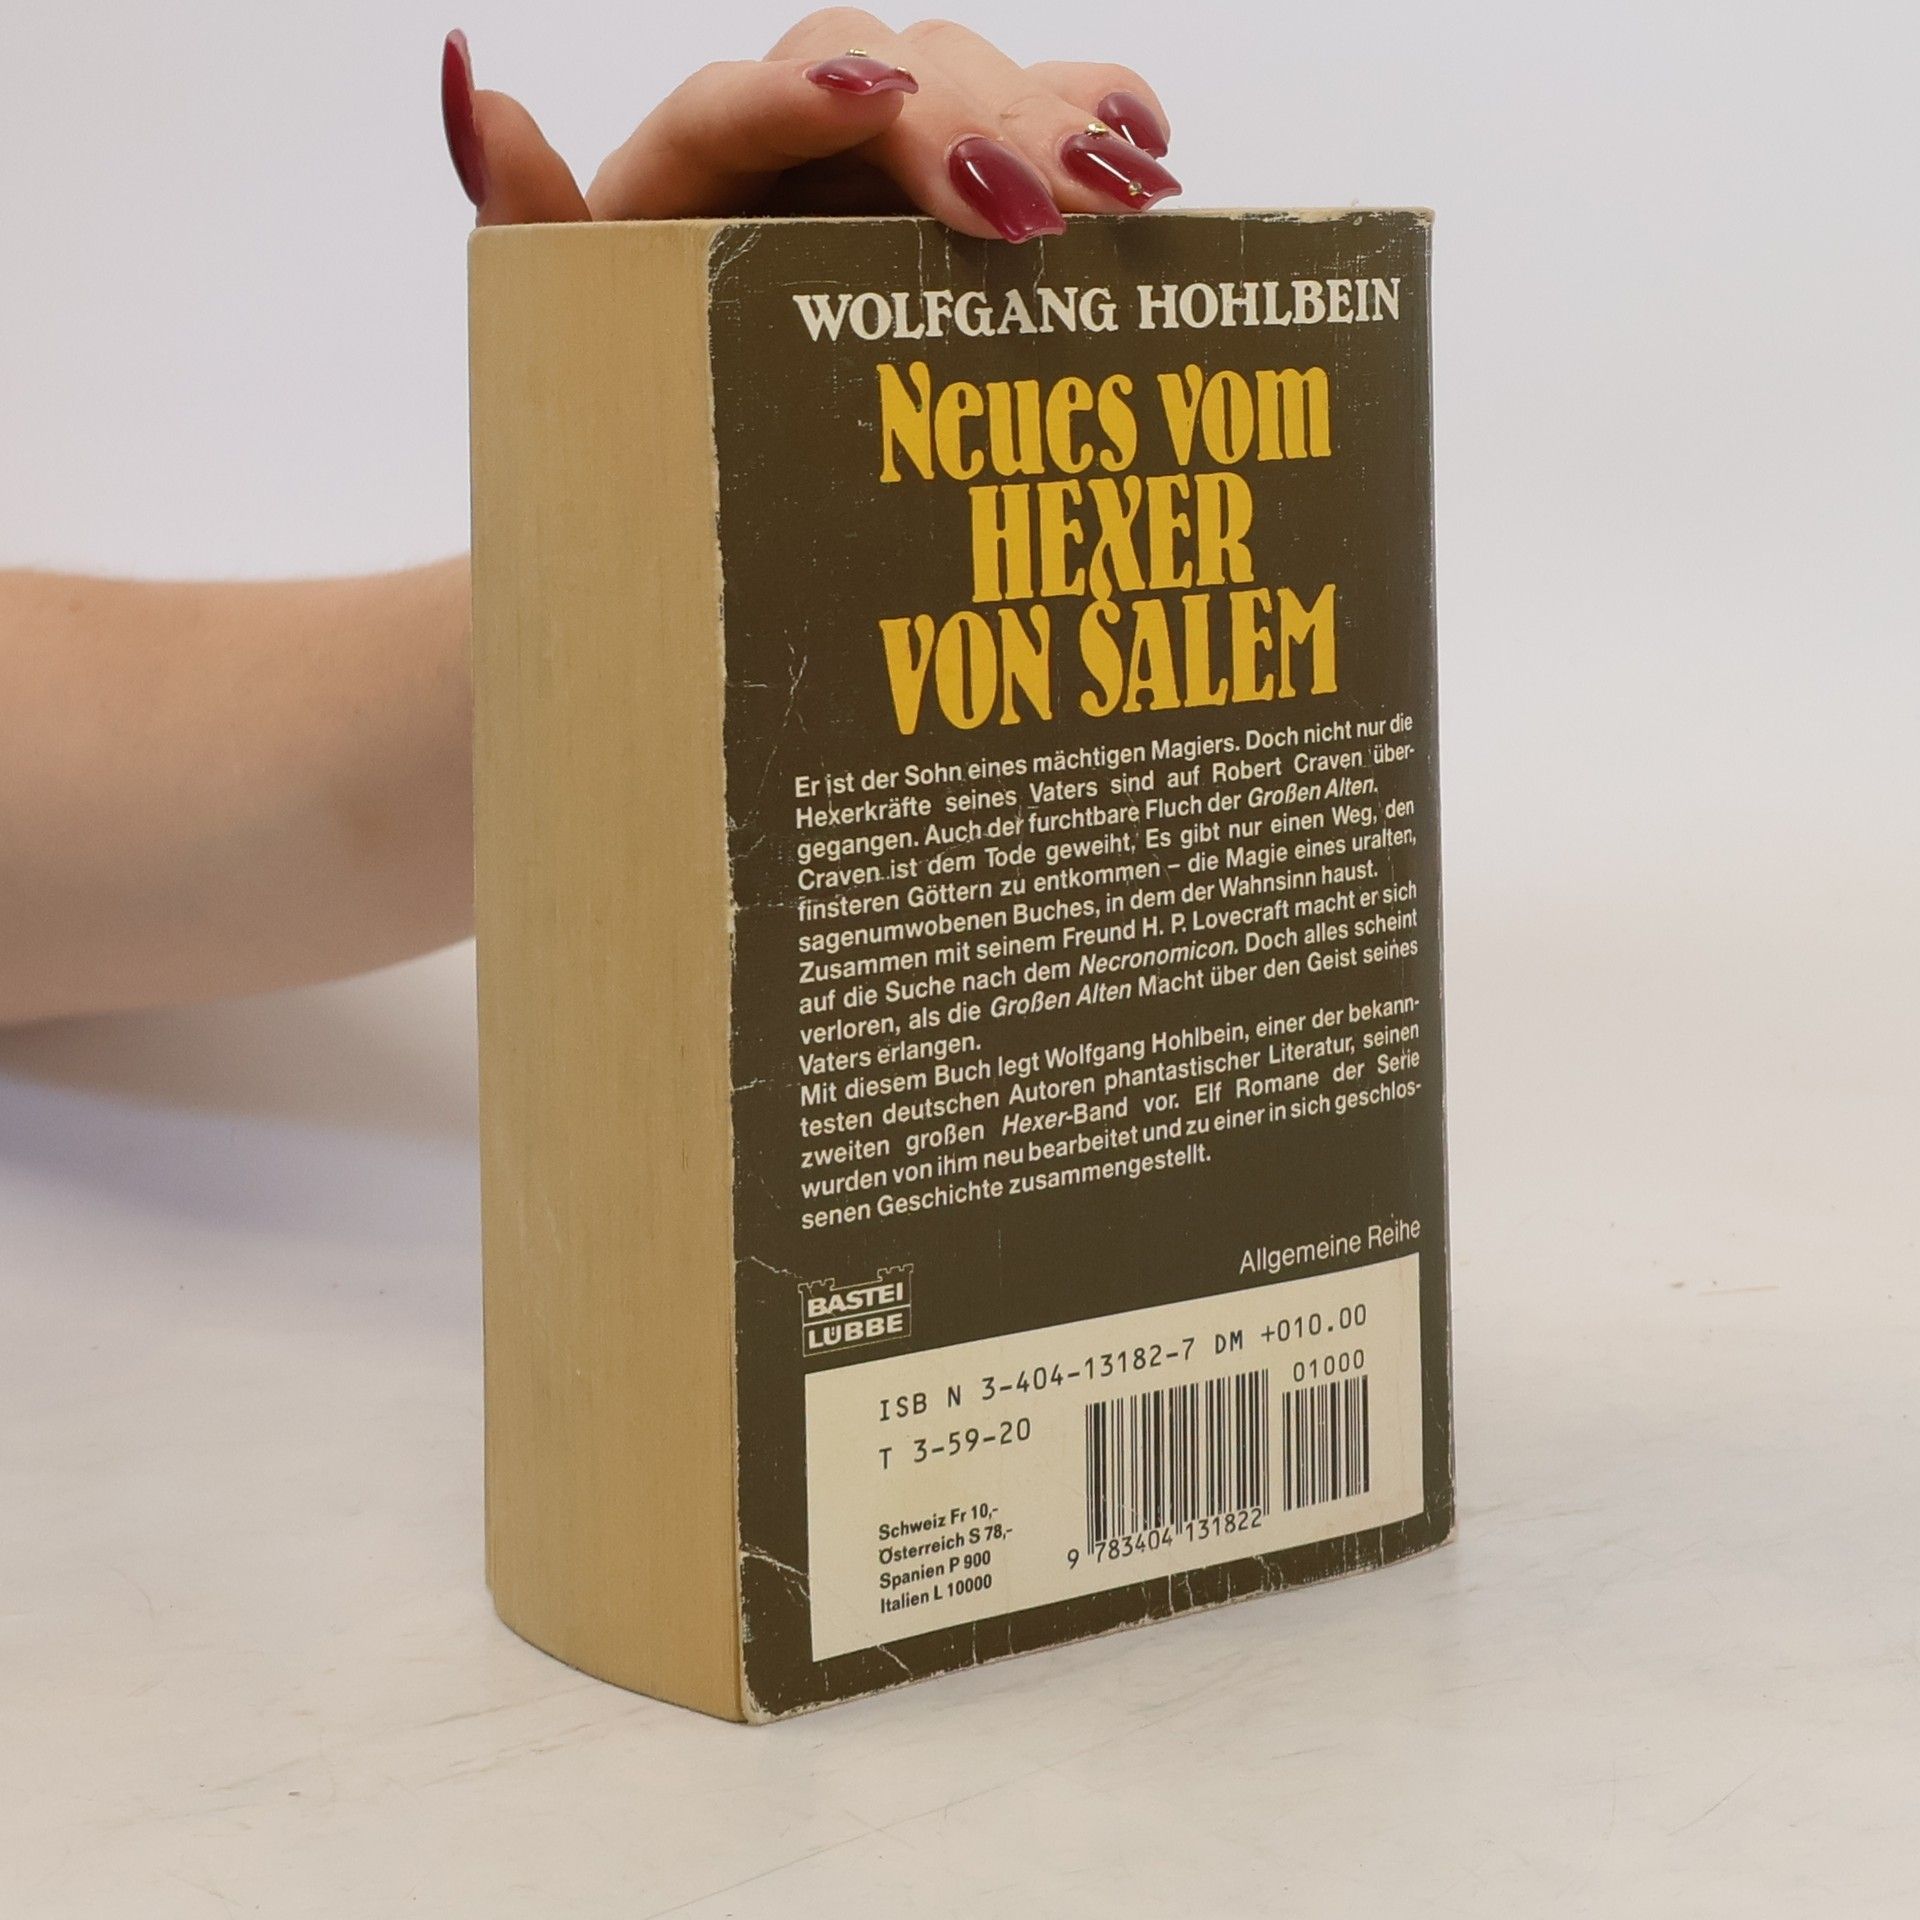 WOLFGANG HOHLBEIN
Neues vom
HEXER
VON SALEM
Er ist der Sohn eines mächtigen Magiers. Doch nicht nur die
Hexerkräfte seines Vaters sind auf Robert Craven über-
gegangen. Auch der furchtbare Fluch der Großen Alten.
Craven ist dem Tode geweiht. Es gibt nur einen Weg, den
finsteren Göttern zu entkommen – die Magie eines uralten,
sagenumwobenen Buches, in dem der Wahnsinn haust.
Zusammen mit seinem Freund H. P. Lovecraft macht er sich
auf die Suche nach dem Necronomicon. Doch alles scheint
verloren, als die Großen Alten Macht über den Geist seines
Vaters erlangen.
Mit diesem Buch legt Wolfgang Hohlbein, einer der bekann-
testen deutschen Autoren phantastischer Literatur, seinen
zweiten großen Hexer-Band vor. Elf Romane der Serie
wurden von ihm neu bearbeitet und zu einer in sich geschlos-
senen Geschichte zusammengestellt.
Allgemeine Reihe
BASTEI
LÜBBE
ISB N 3-404-13182-7 DM +010.00
T 3-59-20
01000
Schweiz Fr 10,-
Österreich S 78,-
Spanien P 900
Italien L 10000
9 783404 131822